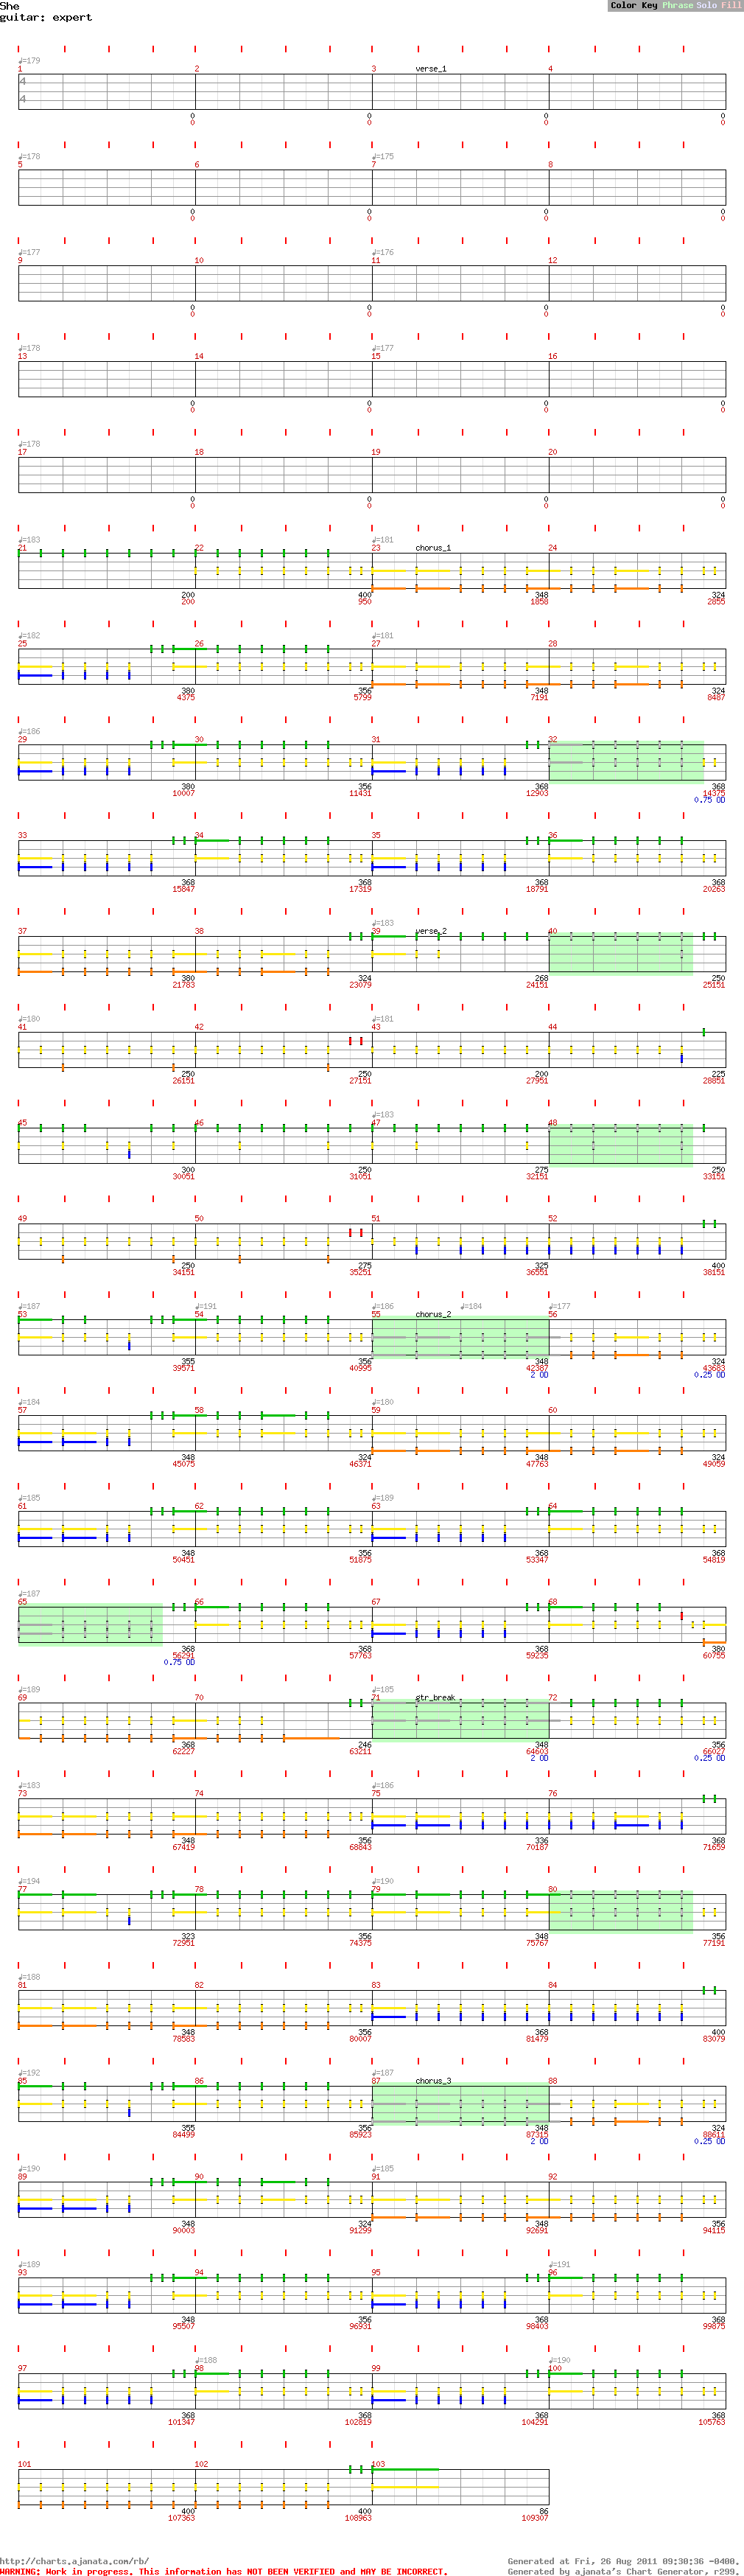 She
Color Key Phrase Solo Fill
guitar: expert
♩=179
1 2 3 verse_1 4
4
4
0 0 0 0
0 0 0 0
♩=178 ♩=175
5 6 7 8
0 0 0 0
0 0 0 0
♩=177 ♩=176
9 10 11 12
0 0 0 0
0 0 0 0
♩=178 ♩=177
13 14 15 16
0 0 0 0
0 0 0 0
♩=178
17 18 19 20
0 0 0 0
0 0 0 0
♩=183 ♩=181
21 22 23 chorus_1 24
200 400 348 324
200 950 1858 2855
♩=182 ♩=181
25 26 27 28
380 356 348 324
4375 5799 7191 8487
♩=186
29 30 31 32
380 356 368 368
10007 11431 12903 14375
0.75 OD
33 34 35 36
368 368 368 368
15847 17319 18791 20263
♩=183
37 38 39 verse_2 40
380 324 268 250
21783 23079 24151 25151
♩=180 ♩=181
41 42 43 44
250 250 200 225
26151 27151 27951 28851
♩=183
45 46 47 48
300 250 275 250
30051 31051 32151 33151
49 50 51 52
250 275 325 400
34151 35251 36551 38151
♩=187 ♩=191 ♩=186 ♩=184 ♩=177
53 54 55 chorus_2 56
355 356 348 324
39571 40995 42387 43683
2 OD 0.25 OD
♩=184 ♩=180
57 58 59 60
348 324 348 324
45075 46371 47763 49059
♩=185 ♩=189
61 62 63 64
348 356 368 368
50451 51875 53347 54819
♩=187
65 66 67 68
368 368 368 380
56291 57763 59235 60755
0.75 OD
♩=189 ♩=185
69 70 71 gtr_break 72
368 246 348 356
62227 63211 64603 66027
2 OD 0.25 OD
♩=183 ♩=186
73 74 75 76
348 356 336 368
67419 68843 70187 71659
♩=194 ♩=190
77 78 79 80
323 356 348 356
72951 74375 75767 77191
♩=188
81 82 83 84
348 356 368 400
78583 80007 81479 83079
♩=192 ♩=187
85 86 87 chorus_3 88
355 356 348 324
84499 85923 87315 88611
2 OD 0.25 OD
♩=190 ♩=185
89 90 91 92
348 324 348 356
90003 91299 92691 94115
♩=189 ♩=191
93 94 95 96
348 356 368 368
95507 96931 98403 99875
♩=188 ♩=190
97 98 99 100
368 368 368 368
101347 102819 104291 105763
101 102 103
400 400 86
107363 108963 109307
http://charts.ajanata.com/rb/ Generated at Fri, 26 Aug 2011 09:30:36 -0400.
WARNING: Work in progress. This information has NOT BEEN VERIFIED and MAY BE INCORRECT. Generated by ajanata's Chart Generator, r299.